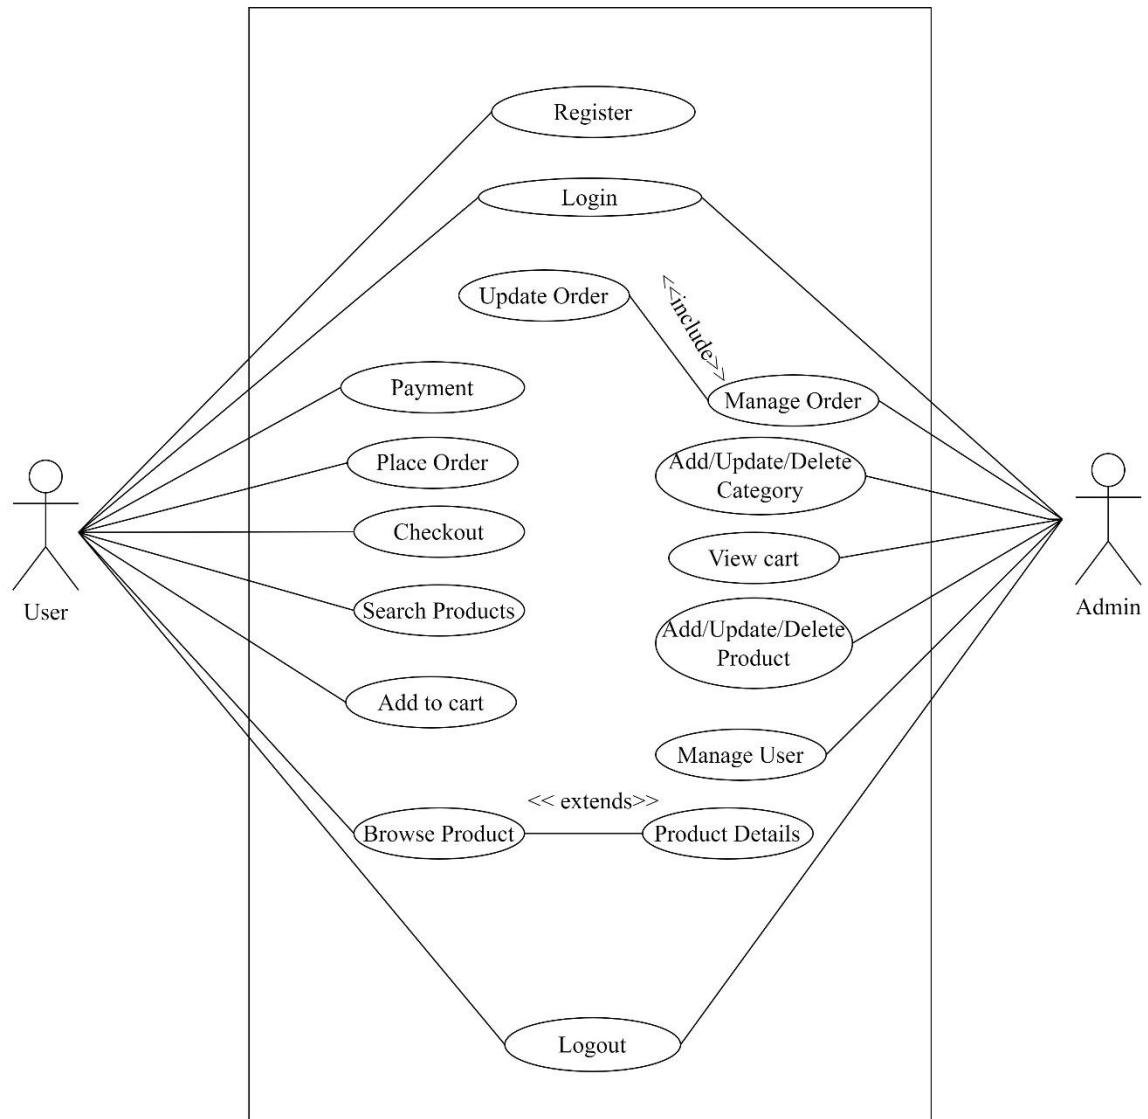 Register
Login
Update Order
<<include>>
Payment
Manage Order
Place Order
Add/Update/Delete
Category
Checkout
View cart
User
Admin
Search Products
Add/Update/Delete
Product
Add to cart
Manage User
<< extends>>
Browse Product
Product Details
Logout